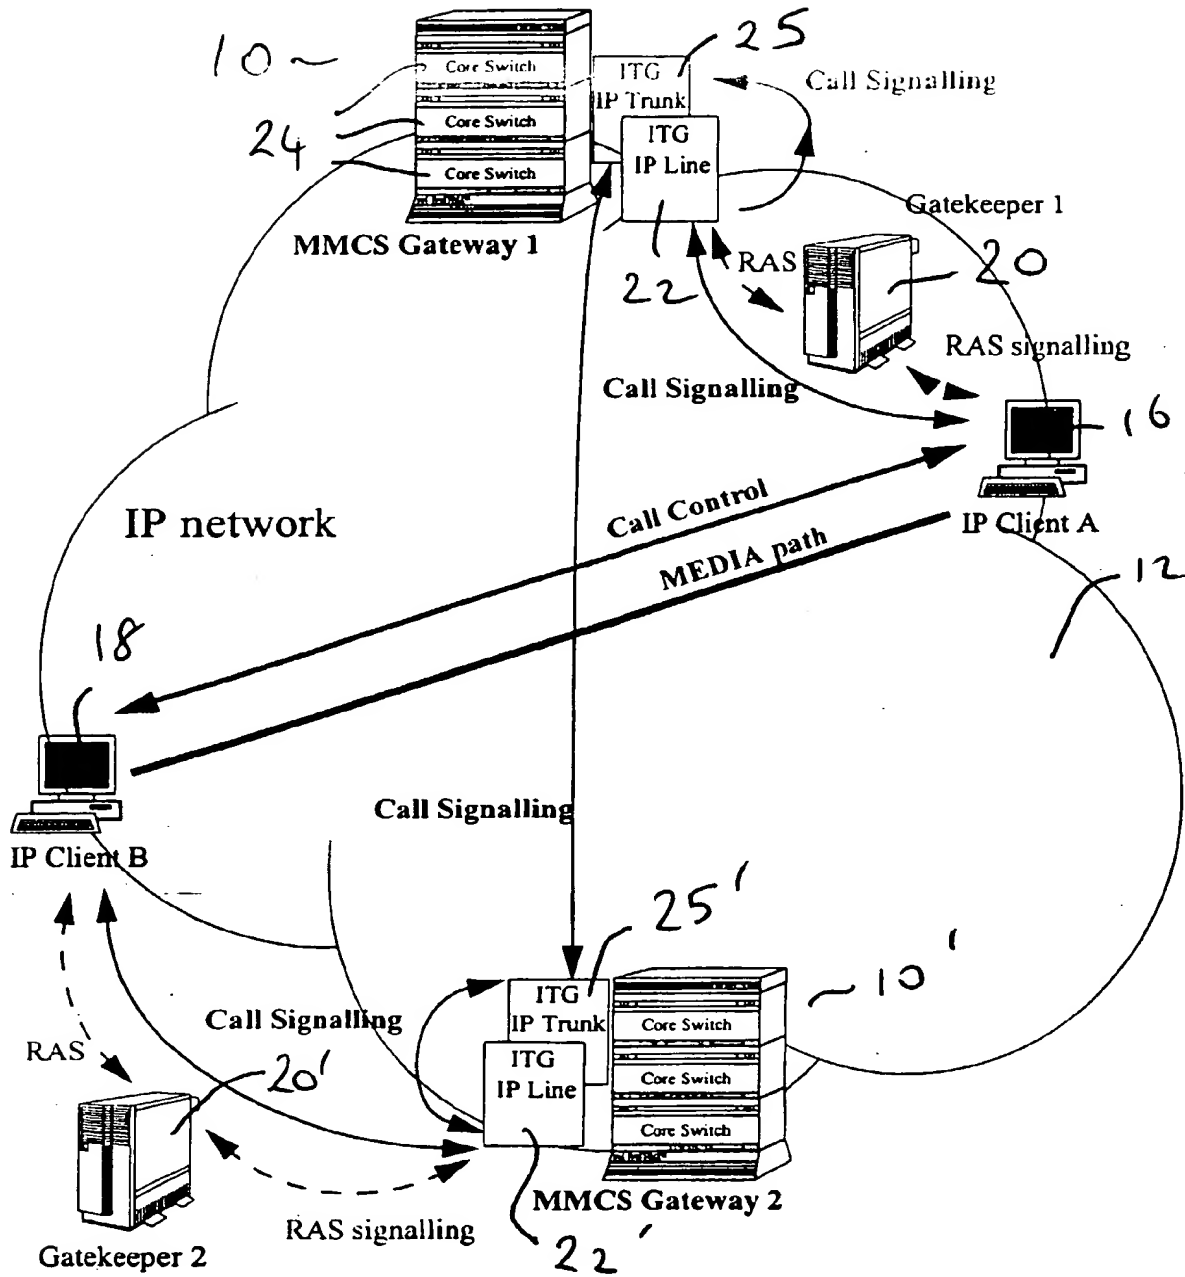 25
10
ITG
IP Trunk
Call Signalling
Core Switch
Core Switch
Core Switch
24
ITG
IP Line
MMCS Gateway 1
22
Gatekeeper 1
RAS
20
RAS signalling
Call Signalling
16
IP Client A
IP network
Call Control
MEDIA path
12
18
IP Client B
Call Signalling
25'
10'
ITG
IP Trunk
Core Switch
Core Switch
Core Switch
Call Signalling
ITG
IP Line
RAS
20'
MMCS Gateway 2
RAS signalling
22'
Gatekeeper 2